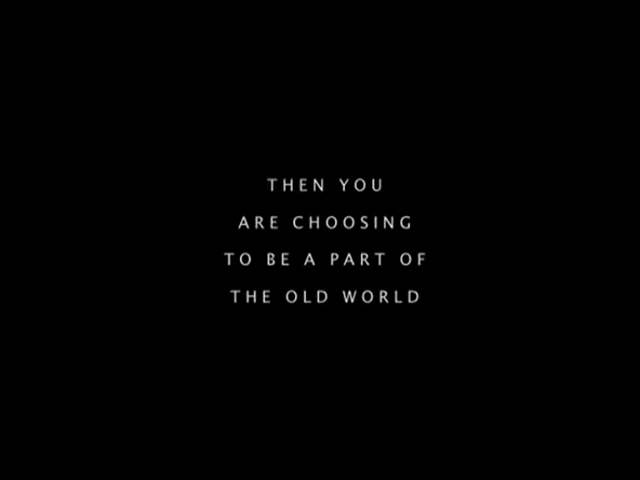 THEN YOU
ARE CHOOSING
TO BE A PART OF
THE OLD WORLD